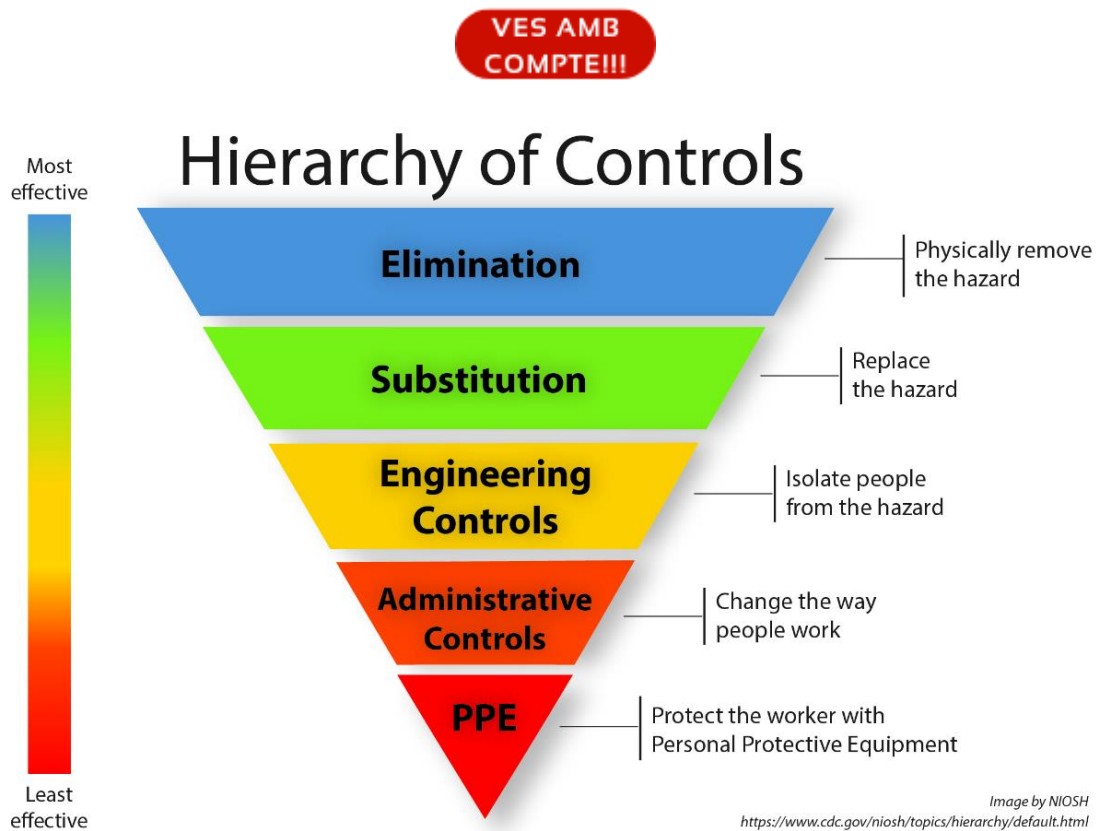 VES AMB
COMPTE!!!
Hierarchy of Controls
Most
effective
Elimination
Physically remove
the hazard
Substitution
Replace
the hazard
Engineering
Controls
Isolate people
from the hazard
Administrative
Controls
Change the way
people work
PPE
Protect the worker with
Personal Protective Equipment
Least
effective
Image by NIOSH
https://www.cdc.gov/niosh/topics/hierarchy/default.html